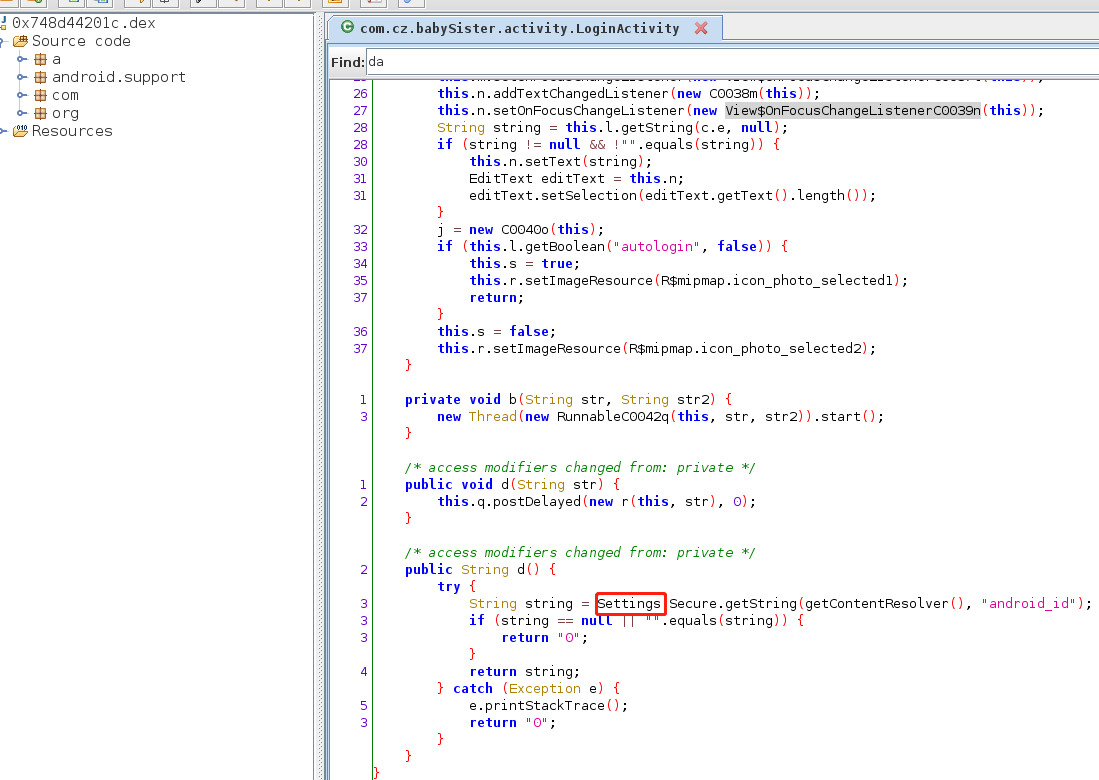 0x748d44201c.dex
Source code
a
android.support
com
org
Resources
com.cz.babySister.activity.LoginActivity
Find: da
26 this.n.addTextChangedListener(new C0038m(this));
27 this.n.setOnFocusChangeListener(new View$OnFocusChangeListenerC0039n(this));
28 String string = this.l.getString(c.e, null);
28 if (string != null && !"".equals(string)) {
30 this.n.setText(string);
31 EditText editText = this.n;
31 editText.setSelection(editText.getText().length());
}
32 j = new C0040o(this);
33 if (this.l.getBoolean("autologin", false)) {
34 this.s = true;
35 this.r.setImageResource(R$mipmap.icon_photo_selected1);
37 return;
}
36 this.s = false;
37 this.r.setImageResource(R$mipmap.icon_photo_selected2);
}
1 private void b(String str, String str2) {
3 new Thread(new RunnableC0042q(this, str, str2)).start();
}
/* access modifiers changed from: private */
1 public void d(String str) {
2 this.q.postDelayed(new r(this, str), 0);
}
/* access modifiers changed from: private */
2 public String d() {
try {
3 String string = Settings.Secure.getString(getContentResolver(), "android_id");
3 if (string == null || "".equals(string)) {
3 return "0";
}
4 return string;
} catch (Exception e) {
5 e.printStackTrace();
3 return "0";
}
}
}